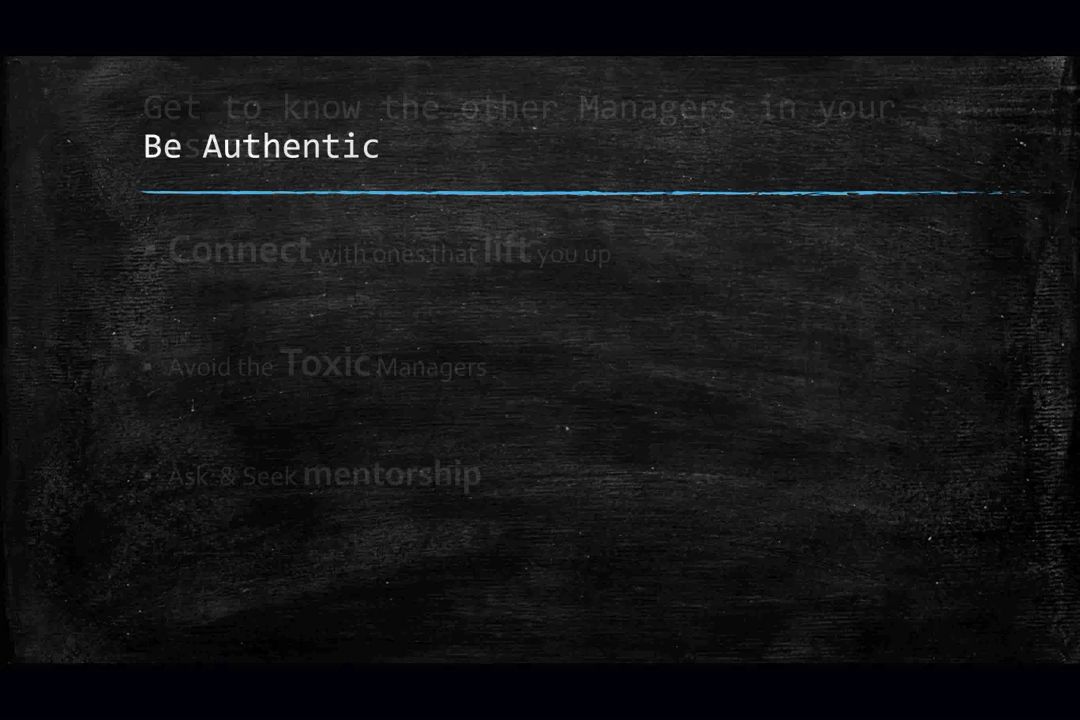 Get to know the other Managers in your
Be Authentic
Connect with ones that lift you up
Avoid the Toxic Managers
Ask & Seek mentorship